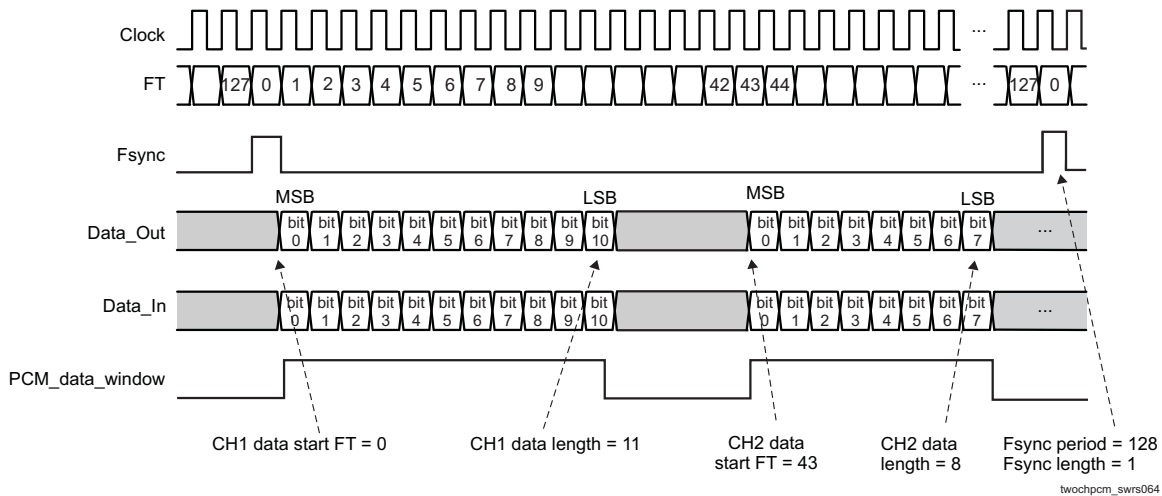 Clock ...
FT 127 0 1 2 3 4 5 6 7 8 9 42 43 44 ... 127 0
Fsync
MSB LSB MSB LSB
Data_Out bit 0 bit 1 bit 2 bit 3 bit 4 bit 5 bit 6 bit 7 bit 8 bit 9 bit 10 bit 0 bit 1 bit 2 bit 3 bit 4 bit 5 bit 6 bit 7 ...
Data_In bit 0 bit 1 bit 2 bit 3 bit 4 bit 5 bit 6 bit 7 bit 8 bit 9 bit 10 bit 0 bit 1 bit 2 bit 3 bit 4 bit 5 bit 6 bit 7 ...
PCM_data_window
CH1 data start FT = 0
CH1 data length = 11
CH2 data
start FT = 43
CH2 data
length = 8
Fsync period = 128
Fsync length = 1
twochpcm_swrs064